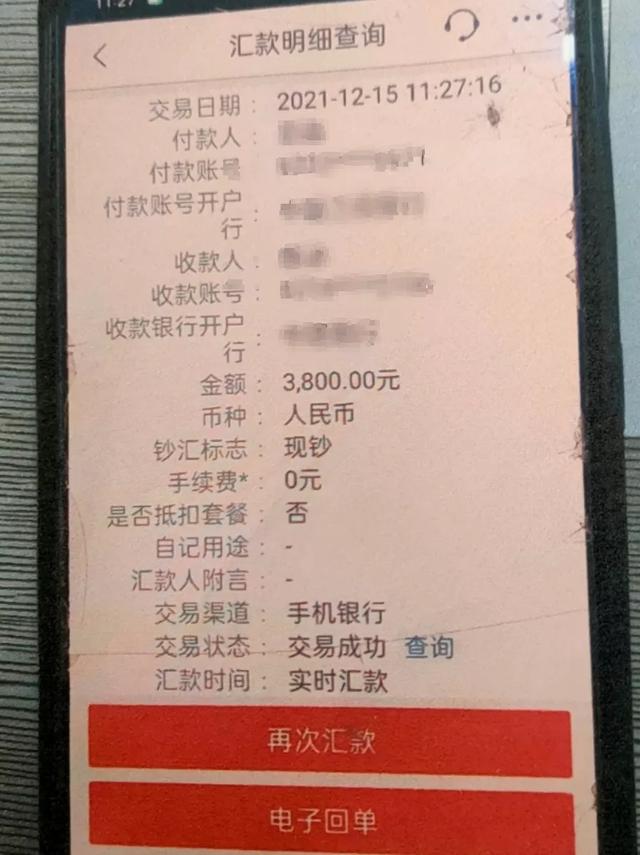 11:27
汇款明细查询
交易日期： 2021-12-15 11:27:16
付款人：
付款账号：
付款账号开户
行：
收款人：
收款账号：
收款银行开户
行：
金额： 3,800.00元
币种： 人民币
钞汇标志： 现钞
手续费*： 0元
是否抵扣套餐： 否
自记用途： -
汇款人附言： -
交易渠道： 手机银行
交易状态： 交易成功 查询
汇款时间： 实时汇款
再次汇款
电子回单